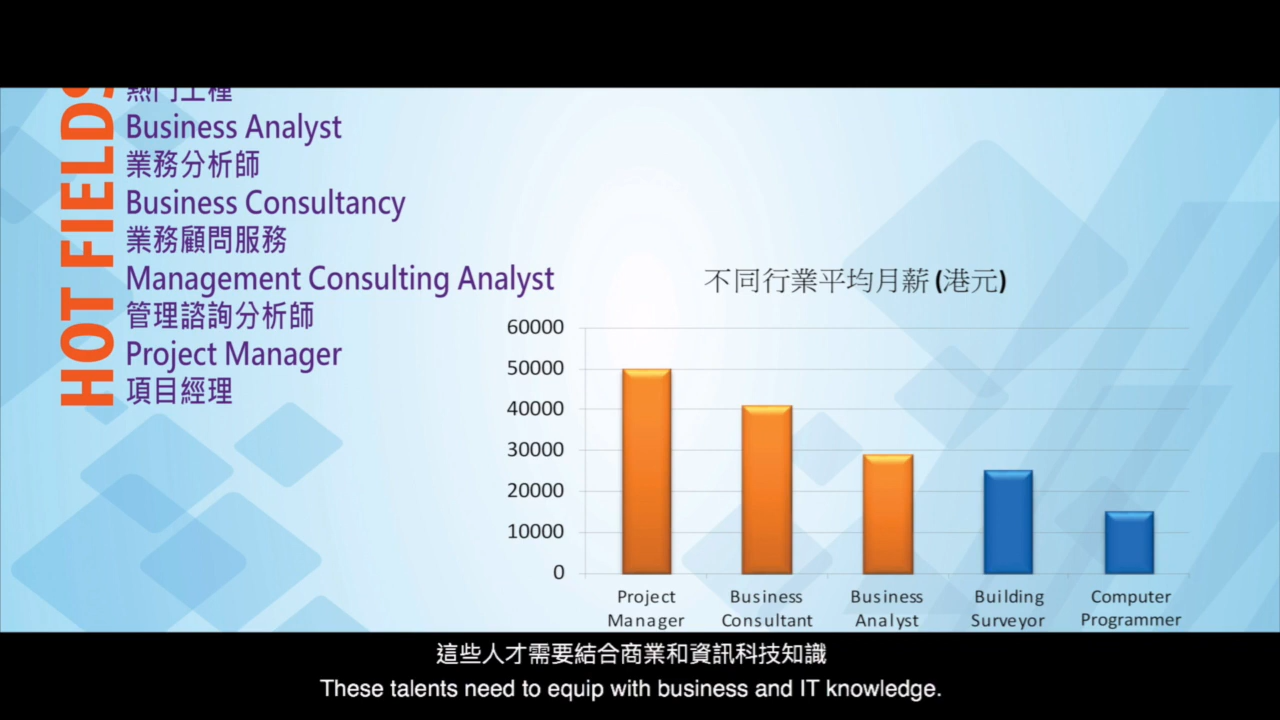 HOT FIELDS
熱門工種
Business Analyst
業務分析師
Business Consultancy
業務顧問服務
Management Consulting Analyst
管理諮詢分析師
Project Manager
項目經理
不同行業平均月薪 (港元)
60000
50000
40000
30000
20000
10000
0
Project
Manager
Business
Consultant
Business
Analyst
Building
Surveyor
Computer
Programmer
這些人才需要結合商業和資訊科技知識
These talents need to equip with business and IT knowledge.